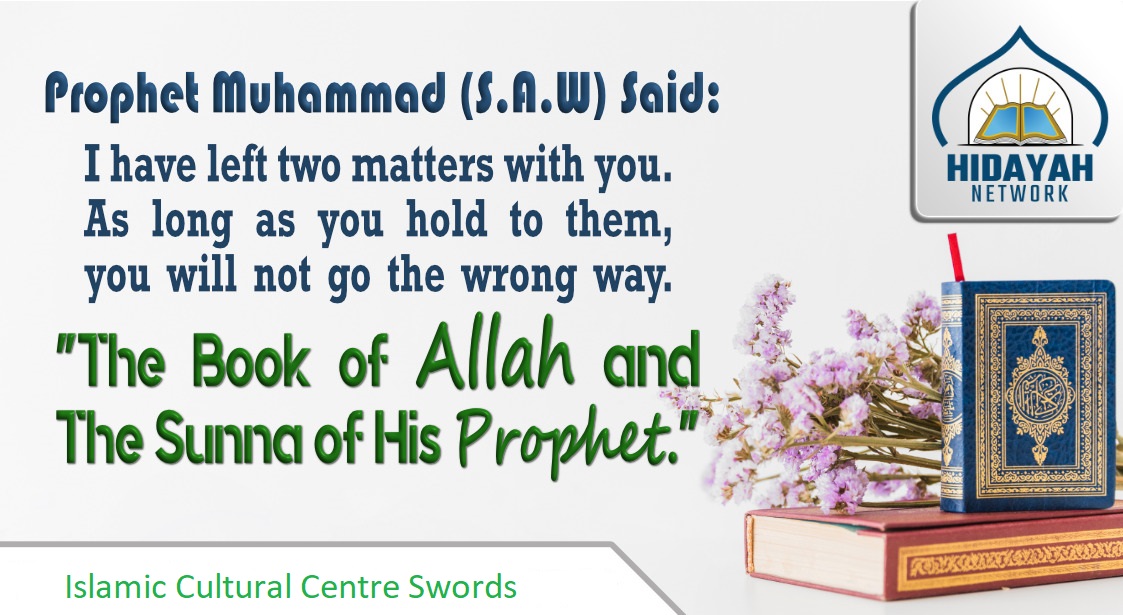 Prophet Muhammad (S.A.W) Said:
I have left two matters with you.
As long as you hold to them,
you will not go the wrong way.
"The Book of Allah and
The Sunna of His Prophet."
HIDAYAH
NETWORK
Islamic Cultural Centre Swords